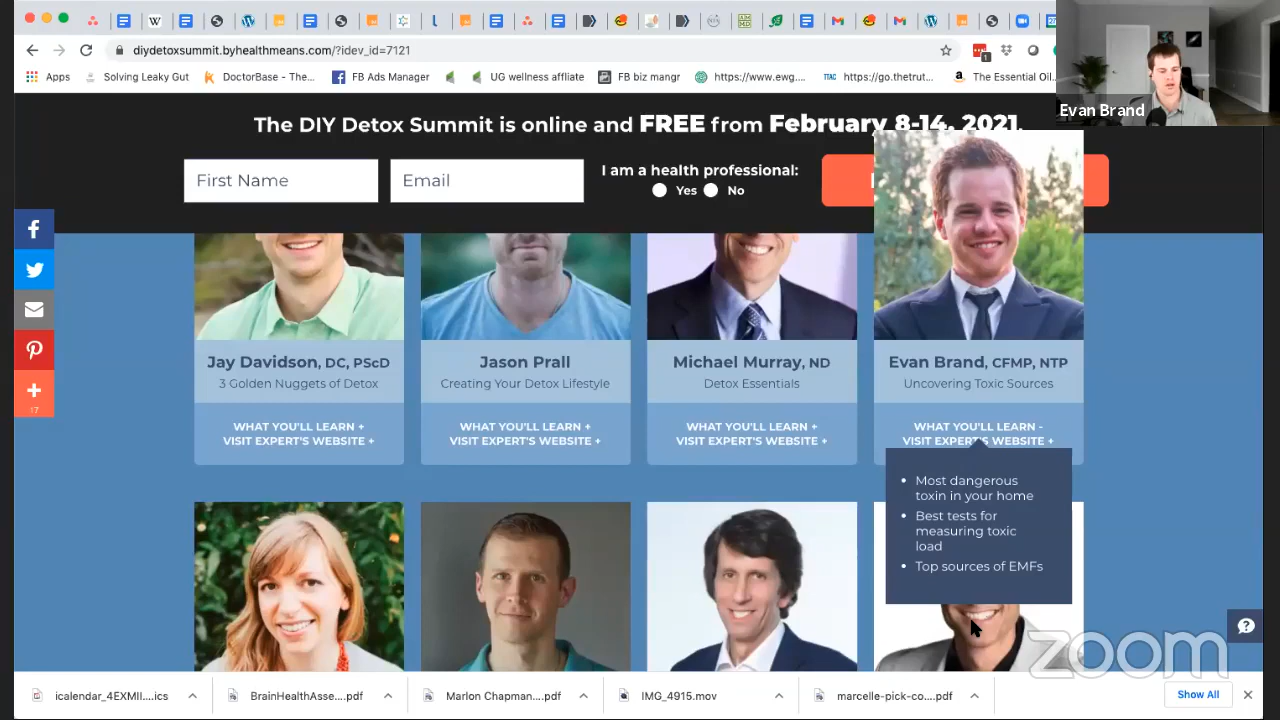 diydetoxsummit.byhealthmeans.com/?idev_id=7121
1
Apps
Solving Leaky Gut
DoctorBase - The...
FB Ads Manager
UG wellness affliate
FB biz mangr
https://www.ewg....
TTAC
https://go.thetrut...
The Essential Oil...
Evan Brand
The DIY Detox Summit is online and FREE from February 8-14, 2021.
First Name
Email
I am a health professional:
Yes
No
17
Jay Davidson, DC, PScD
3 Golden Nuggets of Detox
WHAT YOU'LL LEARN +
VISIT EXPERT'S WEBSITE +
Jason Prall
Creating Your Detox Lifestyle
WHAT YOU'LL LEARN +
VISIT EXPERT'S WEBSITE +
Michael Murray, ND
Detox Essentials
WHAT YOU'LL LEARN +
VISIT EXPERT'S WEBSITE +
Evan Brand, CFMP, NTP
Uncovering Toxic Sources
WHAT YOU'LL LEARN -
VISIT EXPERT'S WEBSITE +
• Most dangerous
toxin in your home
• Best tests for
measuring toxic
load
• Top sources of EMFs
zoom
icalendar_4EXMII....ics
BrainHealthAsse....pdf
Marlon Chapman....pdf
IMG_4915.mov
marcelle-pick-co....pdf
Show All